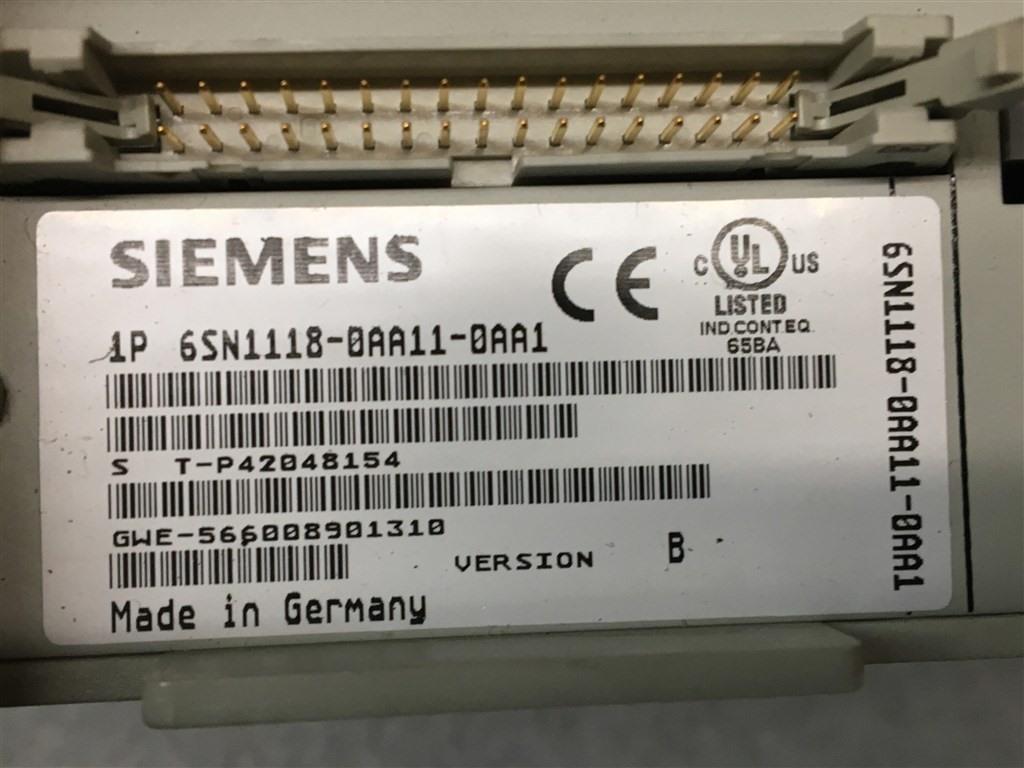 SIEMENS
CE
C UL US
LISTED
IND.CONT.EQ.
65BA
1P 6SN1118-0AA11-0AA1
S T-P42048154
GWE-566008901310
VERSION B
Made in Germany
6SN1118-0AA11-0AA1